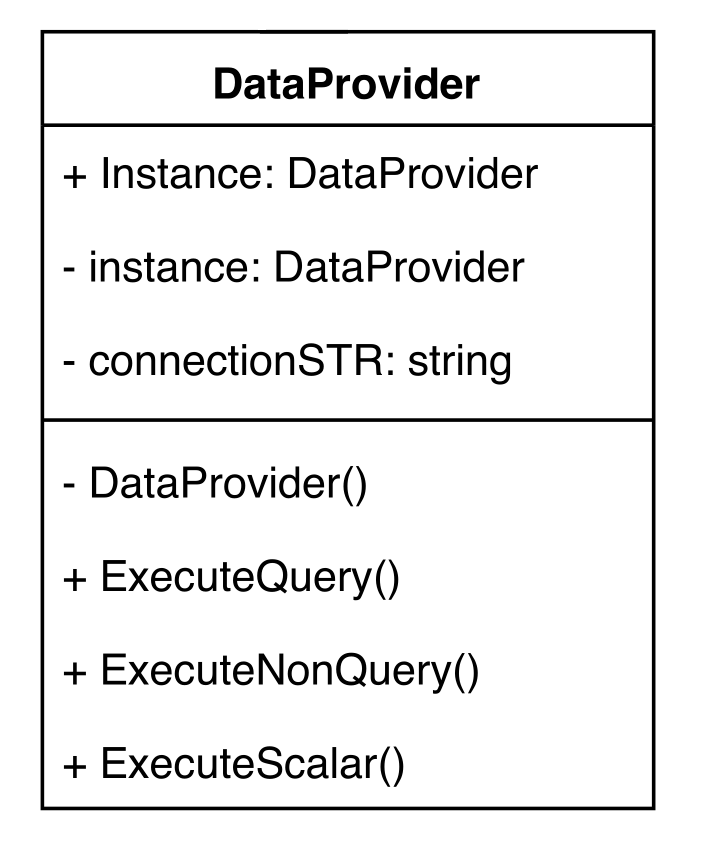 DataProvider
+ Instance: DataProvider
- instance: DataProvider
- connectionSTR: string
- DataProvider()
+ ExecuteQuery()
+ ExecuteNonQuery()
+ ExecuteScalar()